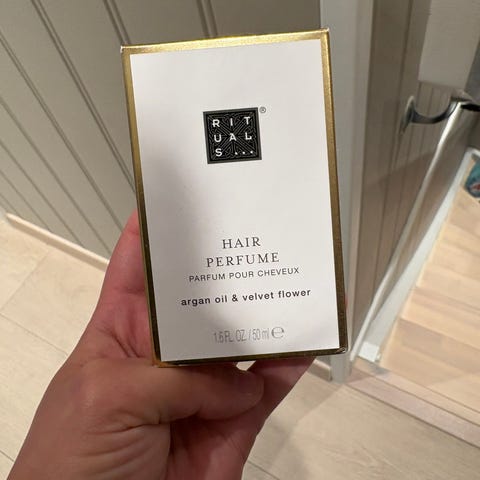 RIT
UAL
S...
®
HAIR
PERFUME
PARFUM POUR CHEVEUX
argan oil & velvet flower
1.6 FL. OZ. / 50 ml ℮